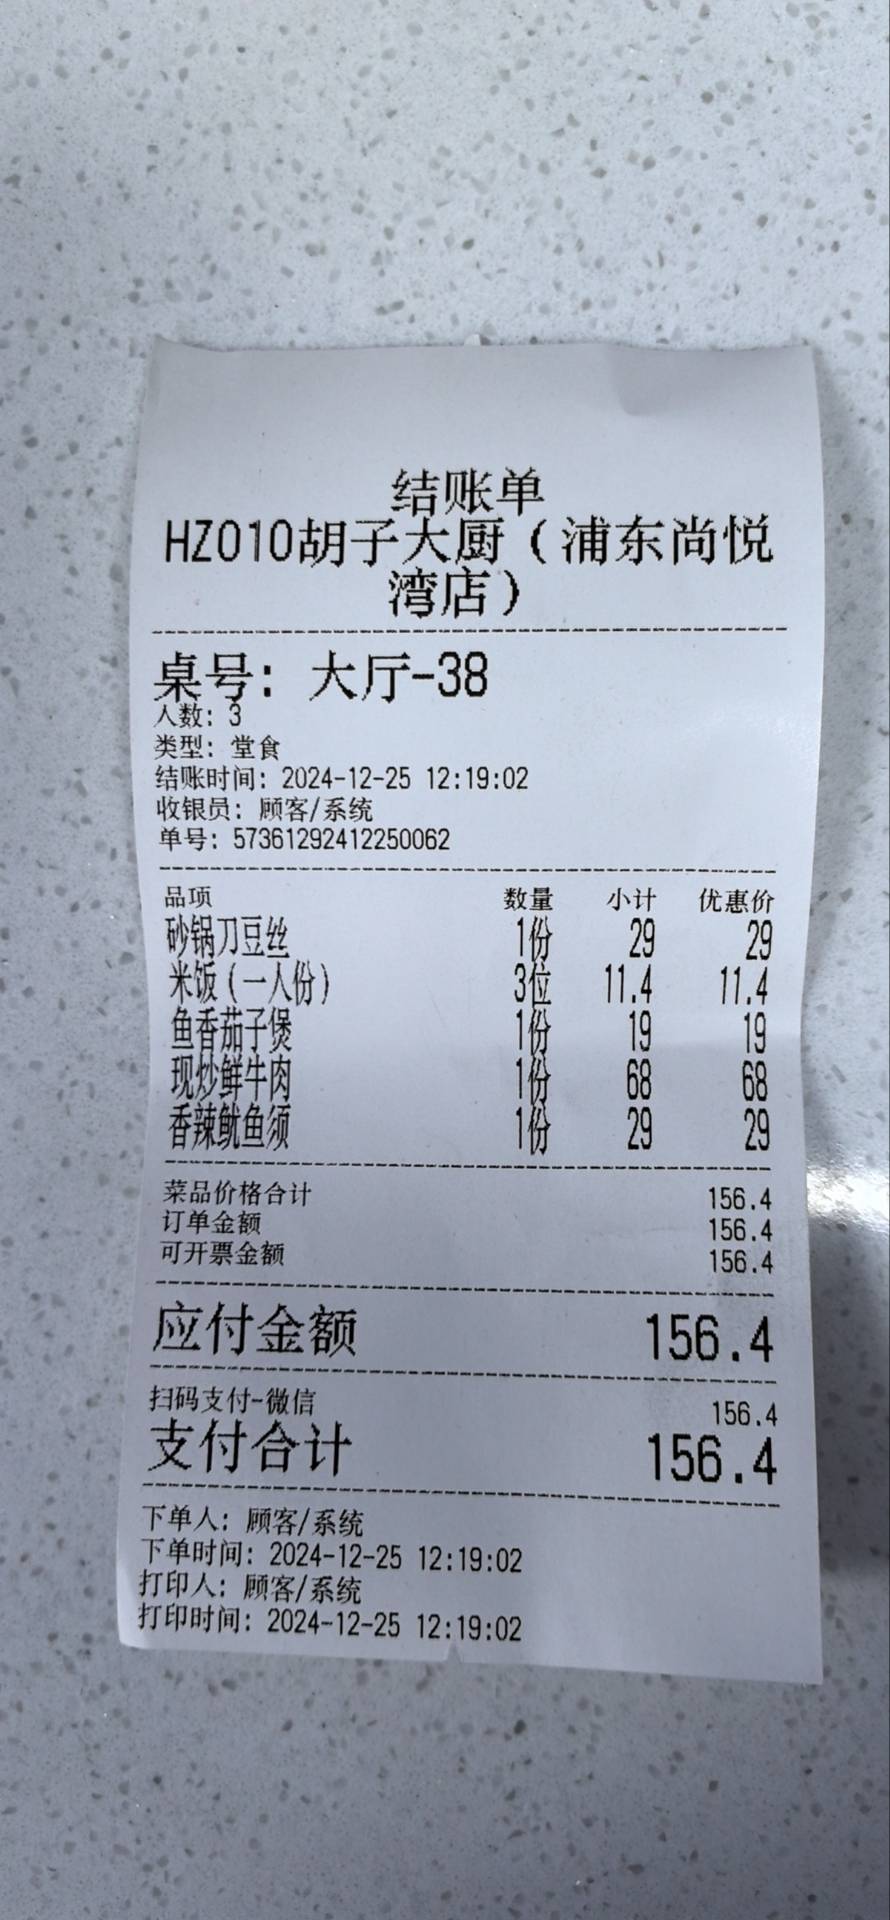 结账单
HZ010胡子大厨（浦东尚悦
湾店）
桌号：大厅-38
人数：3
类型：堂食
结账时间：2024-12-25 12:19:02
收银员：顾客/系统
单号：57361292412250062
品项 数量 小计 优惠价
砂锅刀豆丝 1份 29 29
米饭（一人份） 3位 11.4 11.4
鱼香茄子煲 1份 19 19
现炒鲜牛肉 1份 68 68
香辣鱿鱼须 1份 29 29
菜品价格合计 156.4
订单金额 156.4
可开票金额 156.4
应付金额 156.4
扫码支付-微信 156.4
支付合计 156.4
下单人：顾客/系统
下单时间：2024-12-25 12:19:02
打印人：顾客/系统
打印时间：2024-12-25 12:19:02